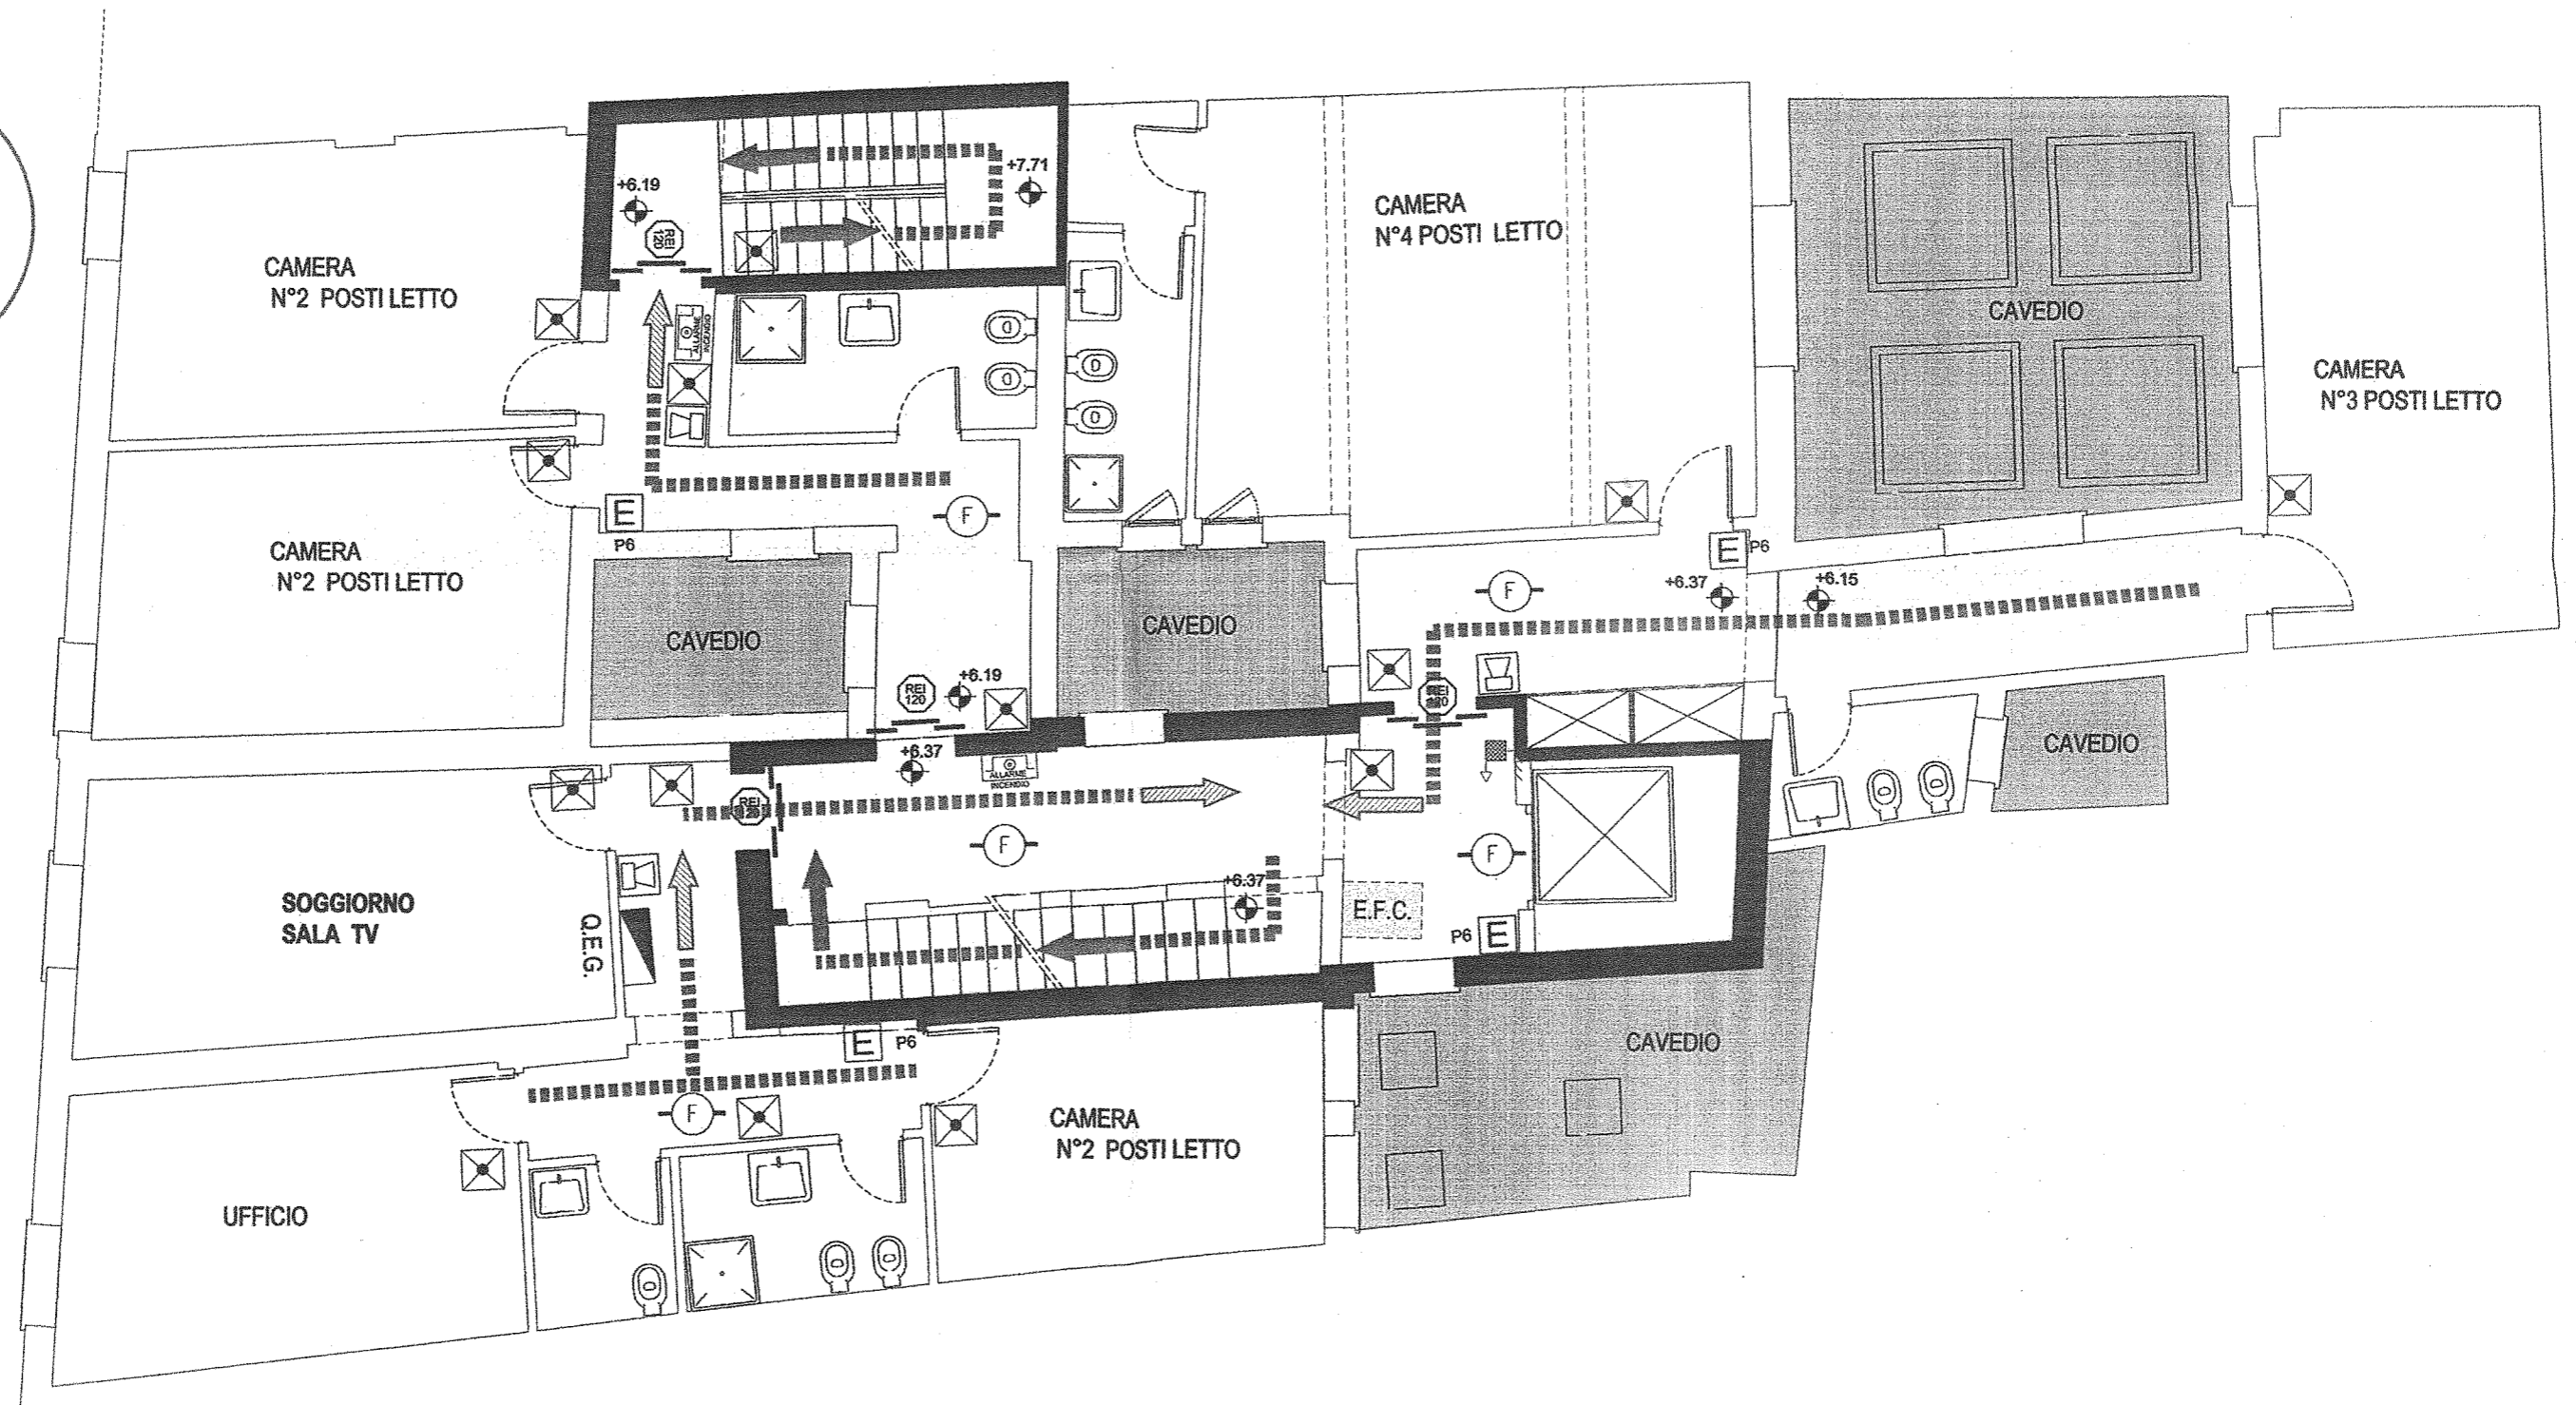 +6.19
+7.71
REI
120
CAMERA
N°2 POSTI LETTO
ALLARME
INCENDIO
CAMERA
N°4 POSTI LETTO
CAVEDIO
CAMERA
N°3 POSTI LETTO
E
P6
F
CAMERA
N°2 POSTI LETTO
CAVEDIO
CAVEDIO
F
E
P6
+6.37
+6.15
REI
120
+6.19
REI
120
CAVEDIO
+6.37
ALLARME
INCENDIO
REI
120
F
F
SOGGIORNO
SALA TV
Q.E.G.
+6.37
E.F.C.
P6
E
E
P6
F
CAVEDIO
CAMERA
N°2 POSTI LETTO
UFFICIO